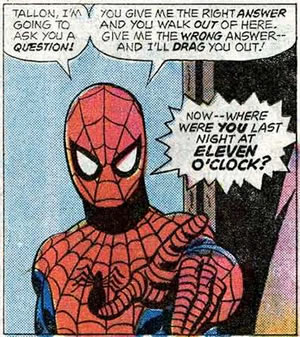 TALLON, I'M
GOING TO
ASK YOU A
QUESTION!
YOU GIVE ME THE RIGHT ANSWER
AND YOU WALK OUT OF HERE.
GIVE ME THE WRONG ANSWER--
AND I'LL DRAG YOU OUT!
NOW--WHERE
WERE YOU LAST
NIGHT AT
ELEVEN
O'CLOCK?